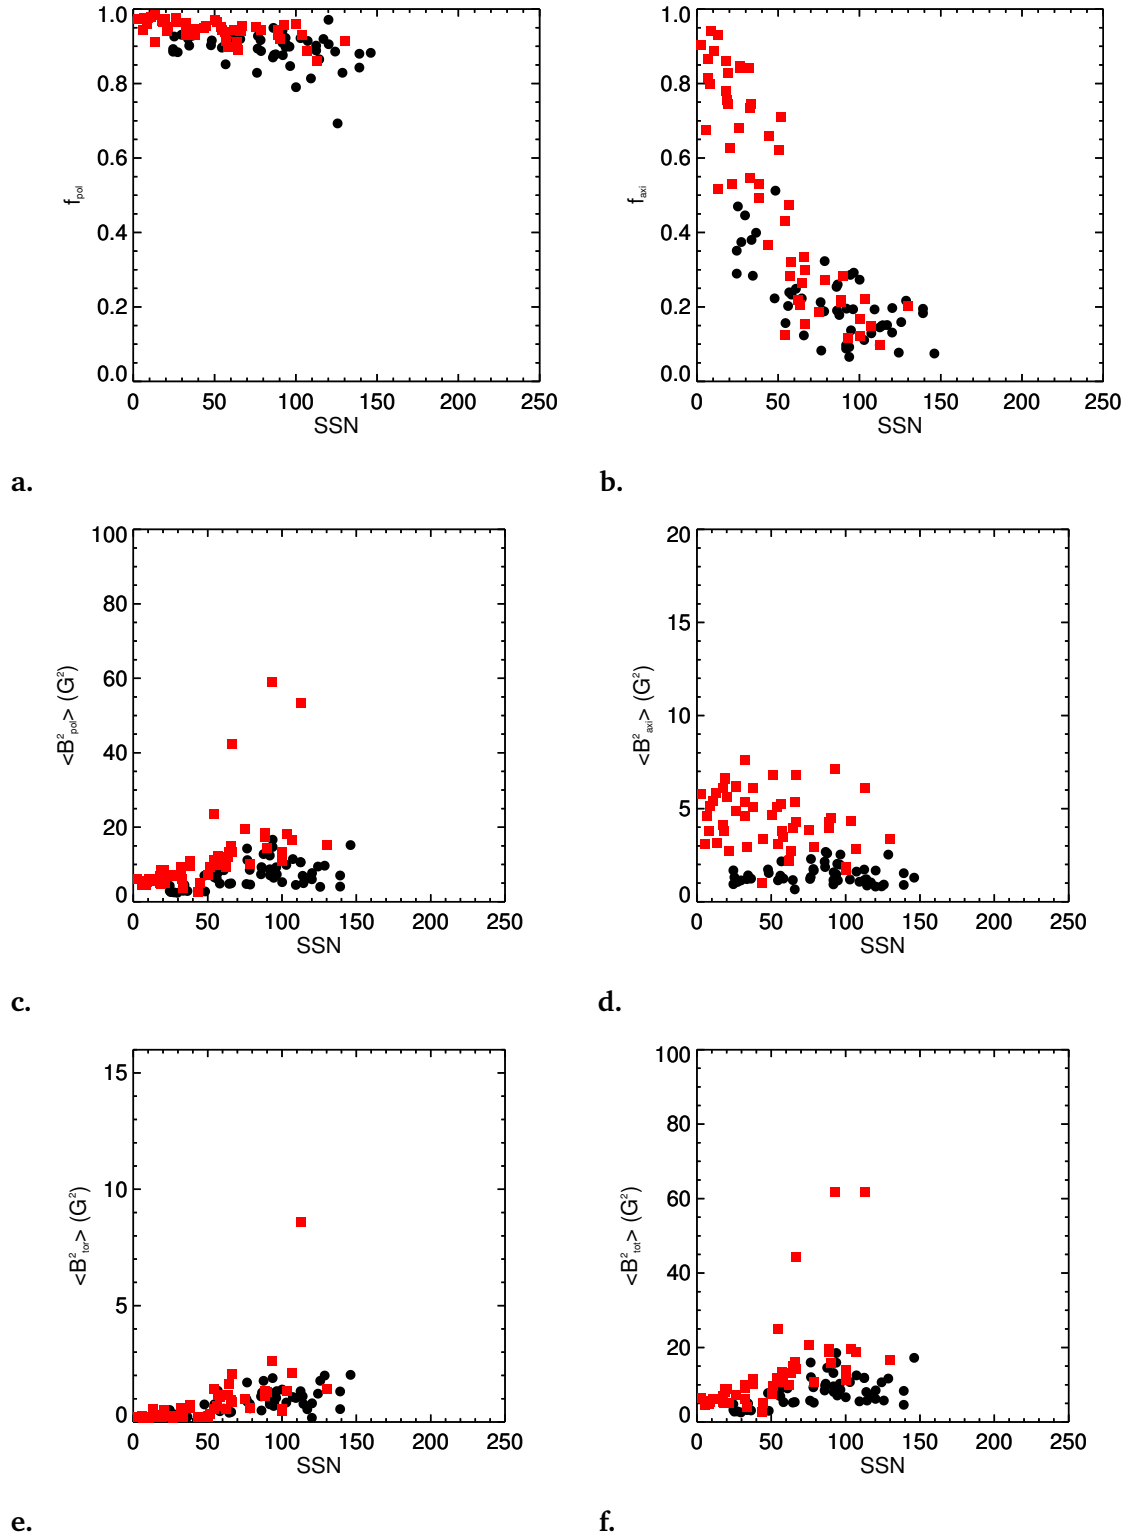 1.0 1.0
0.8 0.8
0.6 0.6
f_pol f_axi
0.4 0.4
0.2 0.2
0.0 0.0
0 50 100 150 200 250 0 50 100 150 200 250
SSN SSN
a. b.
100 20
80 15
60
<B²_pol> (G²) <B²_axi> (G²)
40 10
20 5
0 0
0 50 100 150 200 250 0 50 100 150 200 250
SSN SSN
c. d.
15 100
80
10 60
<B²_tor> (G²) <B²_tot> (G²)
5 40
20
0 0
0 50 100 150 200 250 0 50 100 150 200 250
SSN SSN
e. f.